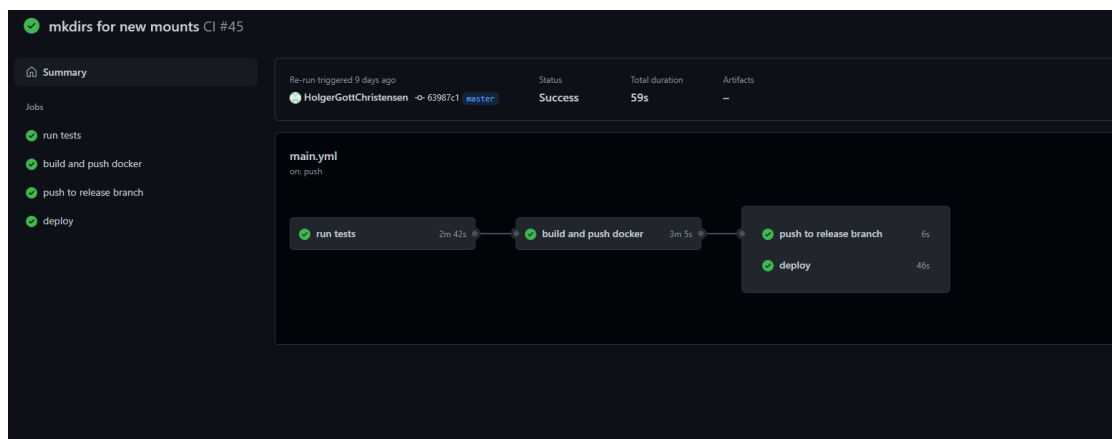 mkdirs for new mounts CI #45
Summary
Jobs
run tests
build and push docker
push to release branch
deploy
Re-run triggered 9 days ago
HolgerGottChristensen 63987c1 master
Status
Success
Total duration
59s
Artifacts
–
main.yml
on: push
run tests 2m 42s
build and push docker 3m 5s
push to release branch 6s
deploy 46s